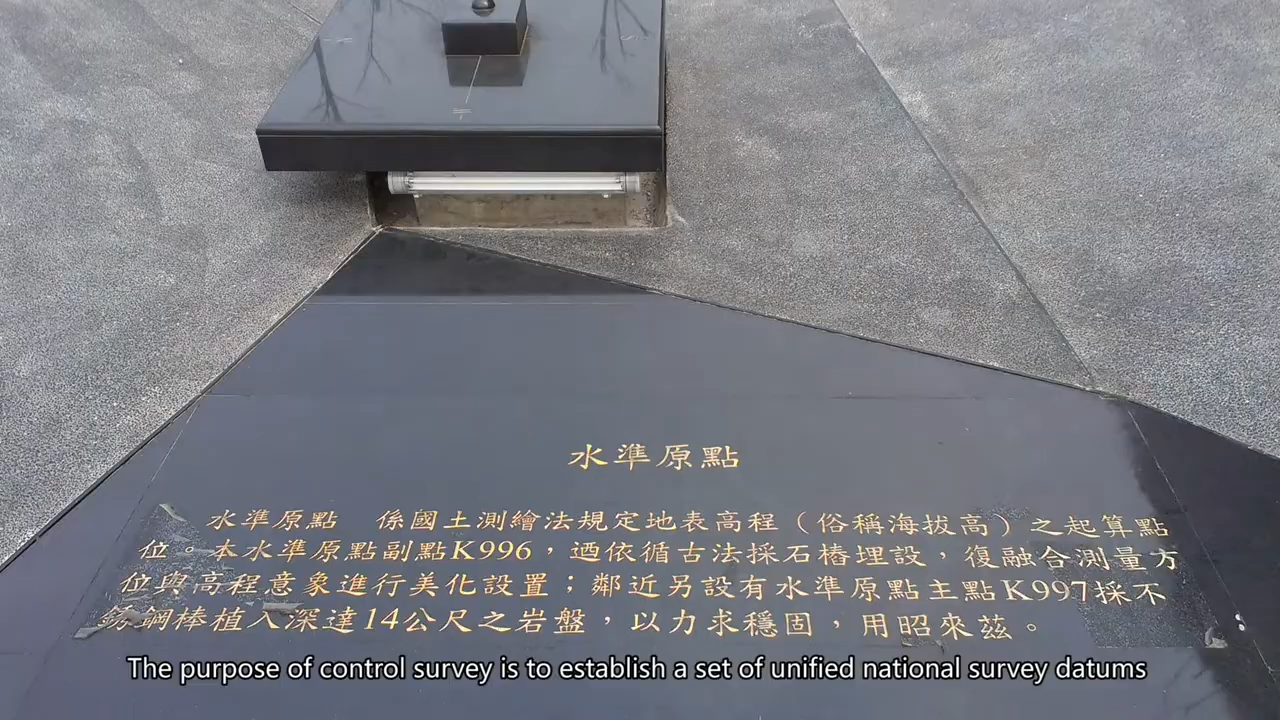 水準原點
水準原點 係國土測繪法規定地表高程（俗稱海拔高）之起算點
位。本水準原點副點K996，迺依循古法採石樁埋設，復融合測量方
位與高程意象進行美化設置；鄰近另設有水準原點主點K997採不
銹鋼棒植入深達14公尺之岩盤，以力求穩固，用昭來茲。
The purpose of control survey is to establish a set of unified national survey datums